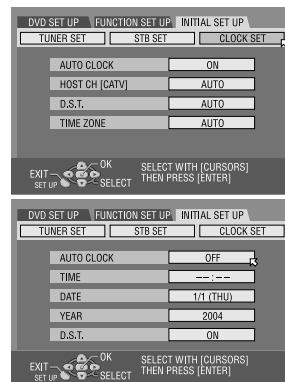 DVD SET UP FUNCTION SET UP INITIAL SET UP
TUNER SET STB SET CLOCK SET
AUTO CLOCK ON
HOST CH [CATV] AUTO
D.S.T. AUTO
TIME ZONE AUTO
OK SELECT WITH [CURSORS]
EXIT THEN PRESS [ENTER]
SET UP SELECT
DVD SET UP FUNCTION SET UP INITIAL SET UP
TUNER SET STB SET CLOCK SET
AUTO CLOCK OFF
TIME --:--
DATE 1/1 (THU)
YEAR 2004
D.S.T. ON
OK SELECT WITH [CURSORS]
EXIT THEN PRESS [ENTER]
SET UP SELECT